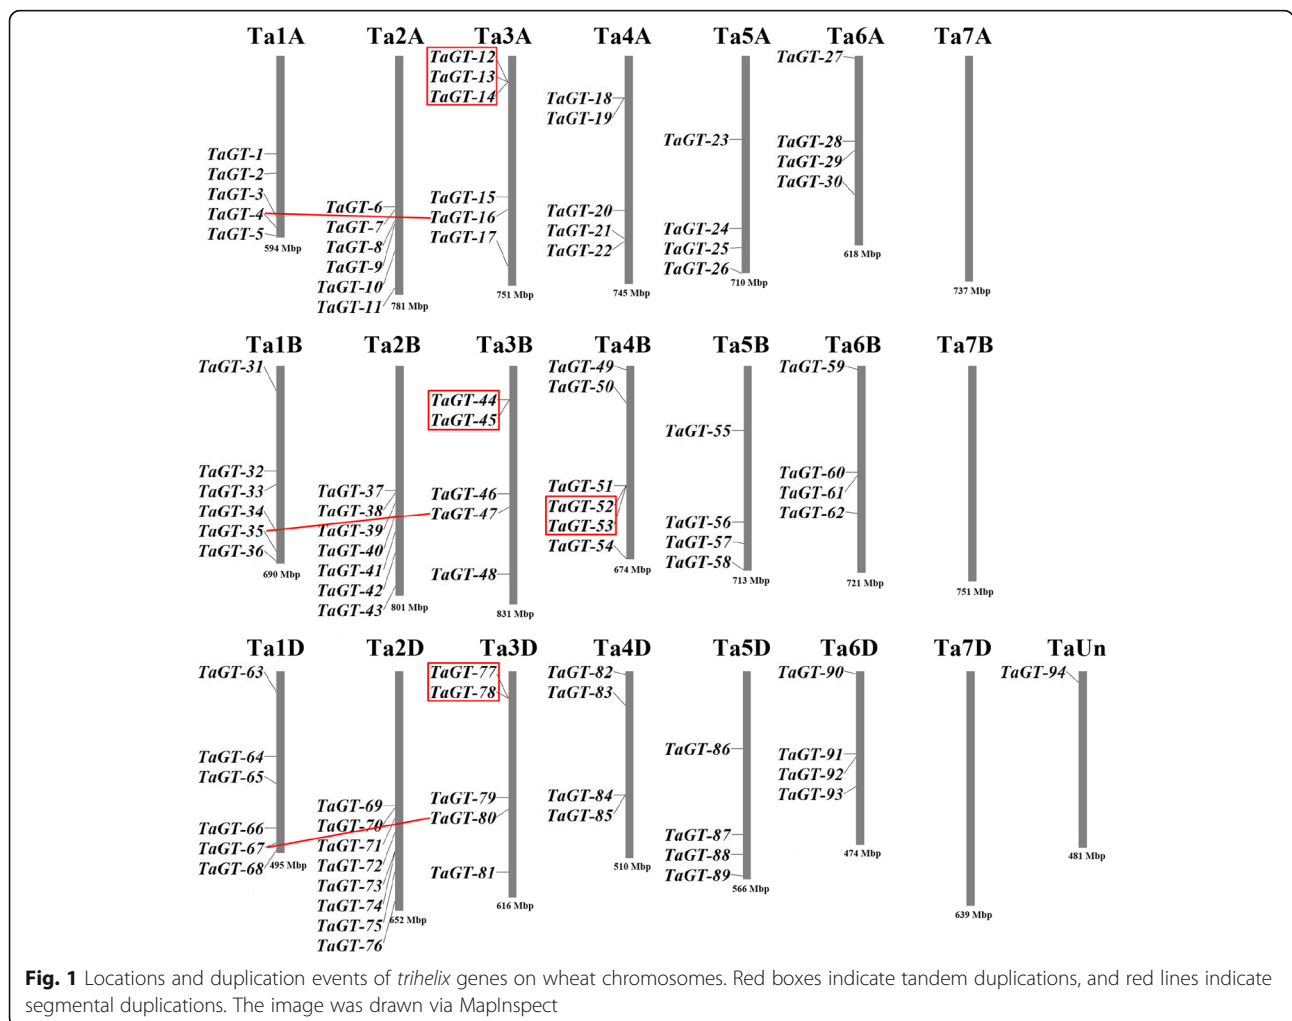 Ta1A Ta2A Ta3A Ta4A Ta5A Ta6A Ta7A
TaGT-1
TaGT-2
TaGT-3
TaGT-4
TaGT-5
594 Mbp
TaGT-6
TaGT-7
TaGT-8
TaGT-9
TaGT-10
TaGT-11
781 Mbp
TaGT-12
TaGT-13
TaGT-14
TaGT-15
TaGT-16
TaGT-17
751 Mbp
TaGT-18
TaGT-19
TaGT-20
TaGT-21
TaGT-22
745 Mbp
TaGT-23
TaGT-24
TaGT-25
TaGT-26
710 Mbp
TaGT-27
TaGT-28
TaGT-29
TaGT-30
618 Mbp
737 Mbp
Ta1B Ta2B Ta3B Ta4B Ta5B Ta6B Ta7B
TaGT-31
TaGT-32
TaGT-33
TaGT-34
TaGT-35
TaGT-36
690 Mbp
TaGT-37
TaGT-38
TaGT-39
TaGT-40
TaGT-41
TaGT-42
TaGT-43
801 Mbp
TaGT-44
TaGT-45
TaGT-46
TaGT-47
TaGT-48
831 Mbp
TaGT-49
TaGT-50
TaGT-51
TaGT-52
TaGT-53
TaGT-54
674 Mbp
TaGT-55
TaGT-56
TaGT-57
TaGT-58
713 Mbp
TaGT-59
TaGT-60
TaGT-61
TaGT-62
721 Mbp
751 Mbp
Ta1D Ta2D Ta3D Ta4D Ta5D Ta6D Ta7D TaUn
TaGT-63
TaGT-64
TaGT-65
TaGT-66
TaGT-67
TaGT-68
495 Mbp
TaGT-69
TaGT-70
TaGT-71
TaGT-72
TaGT-73
TaGT-74
TaGT-75
TaGT-76
652 Mbp
TaGT-77
TaGT-78
TaGT-79
TaGT-80
TaGT-81
616 Mbp
TaGT-82
TaGT-83
TaGT-84
TaGT-85
510 Mbp
TaGT-86
TaGT-87
TaGT-88
TaGT-89
566 Mbp
TaGT-90
TaGT-91
TaGT-92
TaGT-93
474 Mbp
639 Mbp
TaGT-94
481 Mbp
Fig. 1 Locations and duplication events of trihelix genes on wheat chromosomes. Red boxes indicate tandem duplications, and red lines indicate
segmental duplications. The image was drawn via MapInspect